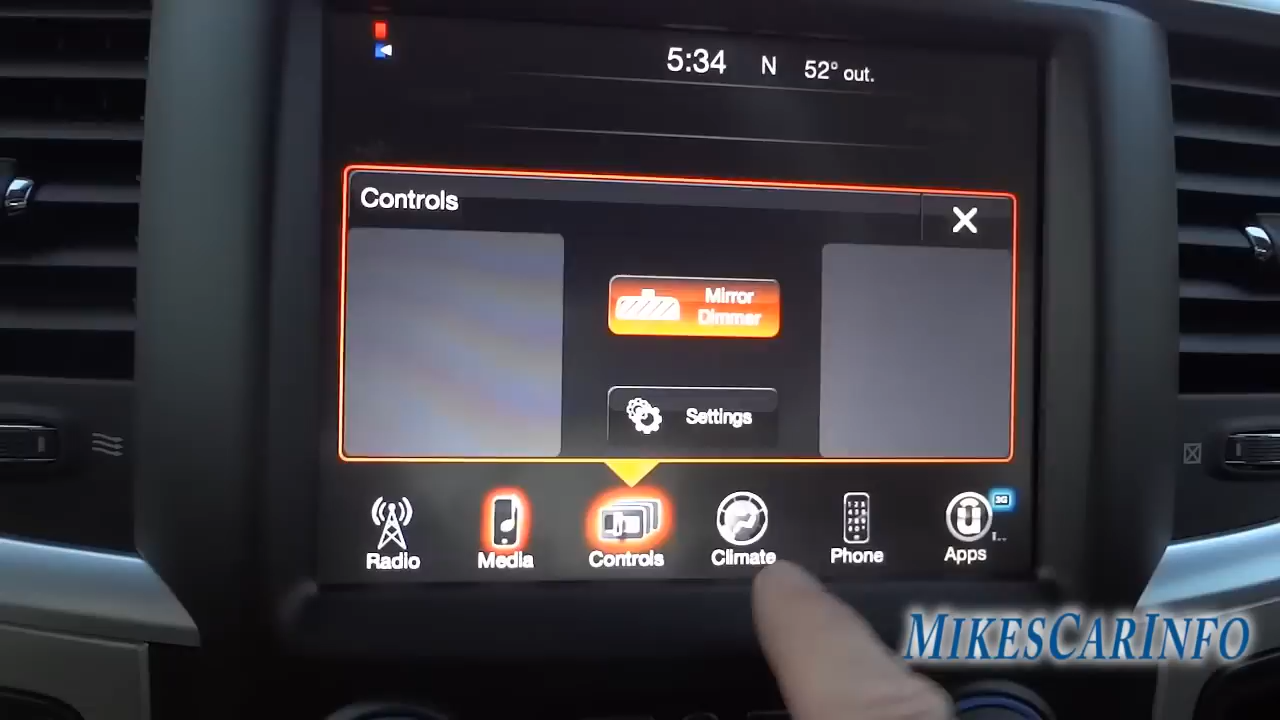 5:34 N 52° out.
Controls
X
Mirror
Dimmer
Settings
Radio
Media
Controls
Climate
Phone
Apps
3G
MIKESCARINFO